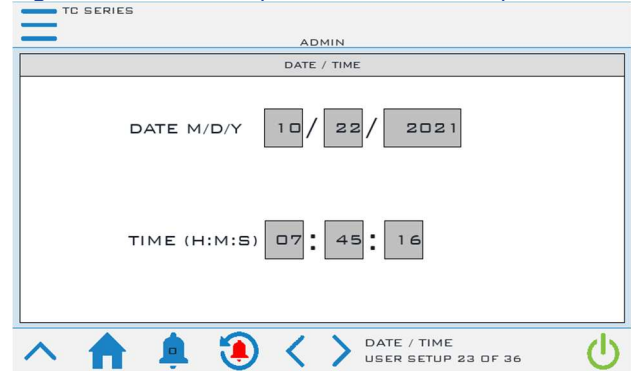 TC SERIES
ADMIN
DATE / TIME
DATE M/D/Y 10/ 22/ 2021
TIME (H:M:S) 07: 45: 16
0
DATE / TIME
USER SETUP 23 OF 36